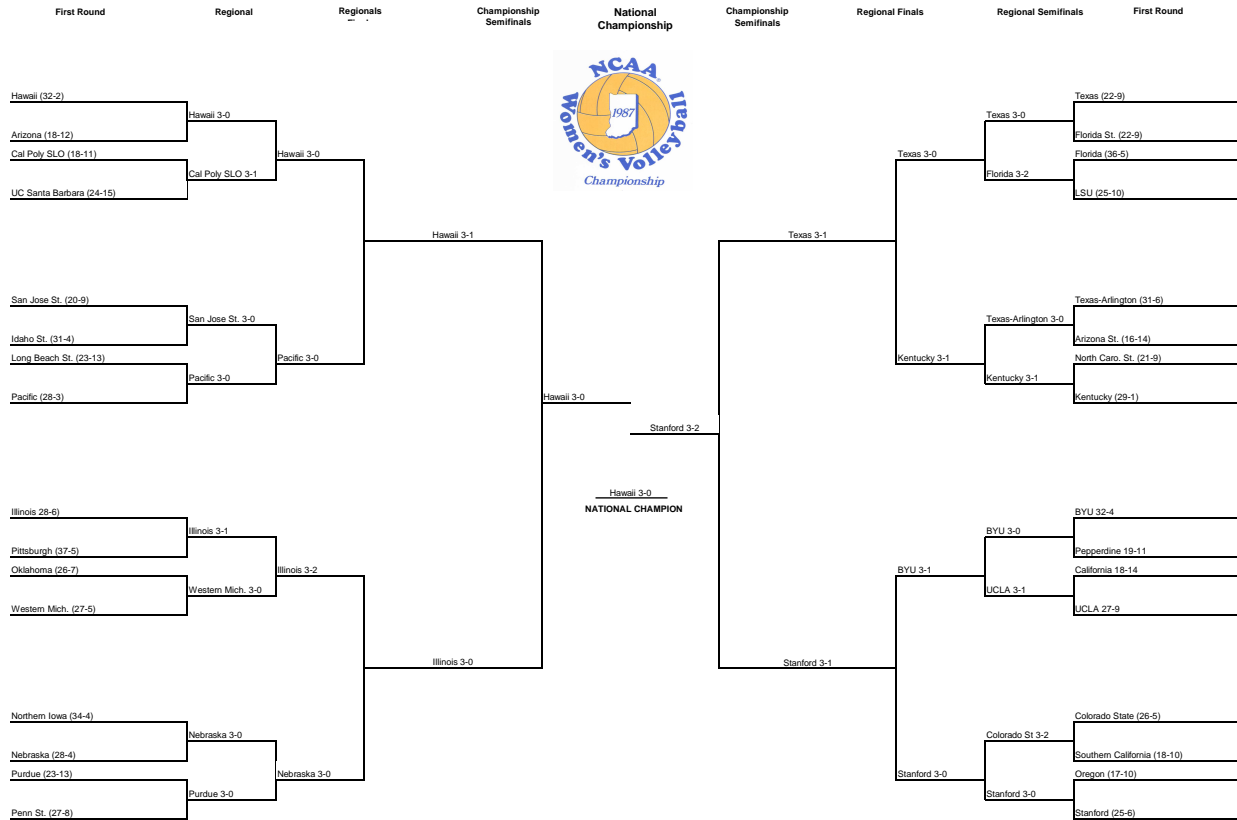 First Round
Regional
Regionals
Championship
Semifinals
National
Championship
Championship
Semifinals
Regional Finals
Regional Semifinals
First Round
NCAA
Women's Volleyball
1987
Championship
Hawaii (32-2)
Hawaii 3-0
Arizona (18-12)
Cal Poly SLO (18-11)
Hawaii 3-0
Cal Poly SLO 3-1
UC Santa Barbara (24-15)
Hawaii 3-1
San Jose St. (20-9)
San Jose St. 3-0
Idaho St. (31-4)
Long Beach St. (23-13)
Pacific 3-0
Pacific 3-0
Pacific (28-3)
Hawaii 3-0
Stanford 3-2
Hawaii 3-0
NATIONAL CHAMPION
Illinois 28-6)
Illinois 3-1
Pittsburgh (37-5)
Oklahoma (26-7)
Illinois 3-2
Western Mich. 3-0
Western Mich. (27-5)
Illinois 3-0
Northern Iowa (34-4)
Nebraska 3-0
Nebraska (28-4)
Purdue (23-13)
Nebraska 3-0
Purdue 3-0
Penn St. (27-8)
Texas (22-9)
Texas 3-0
Florida St. (22-9)
Texas 3-0
Florida (36-5)
Florida 3-2
LSU (25-10)
Texas 3-1
Texas-Arlington (31-6)
Texas-Arlington 3-0
Arizona St. (16-14)
Kentucky 3-1
North Caro. St. (21-9)
Kentucky 3-1
Kentucky (29-1)
BYU 32-4
BYU 3-0
Pepperdine 19-11
BYU 3-1
California 18-14
UCLA 3-1
UCLA 27-9
Stanford 3-1
Colorado State (26-5)
Colorado St 3-2
Southern California (18-10)
Stanford 3-0
Oregon (17-10)
Stanford 3-0
Stanford (25-6)